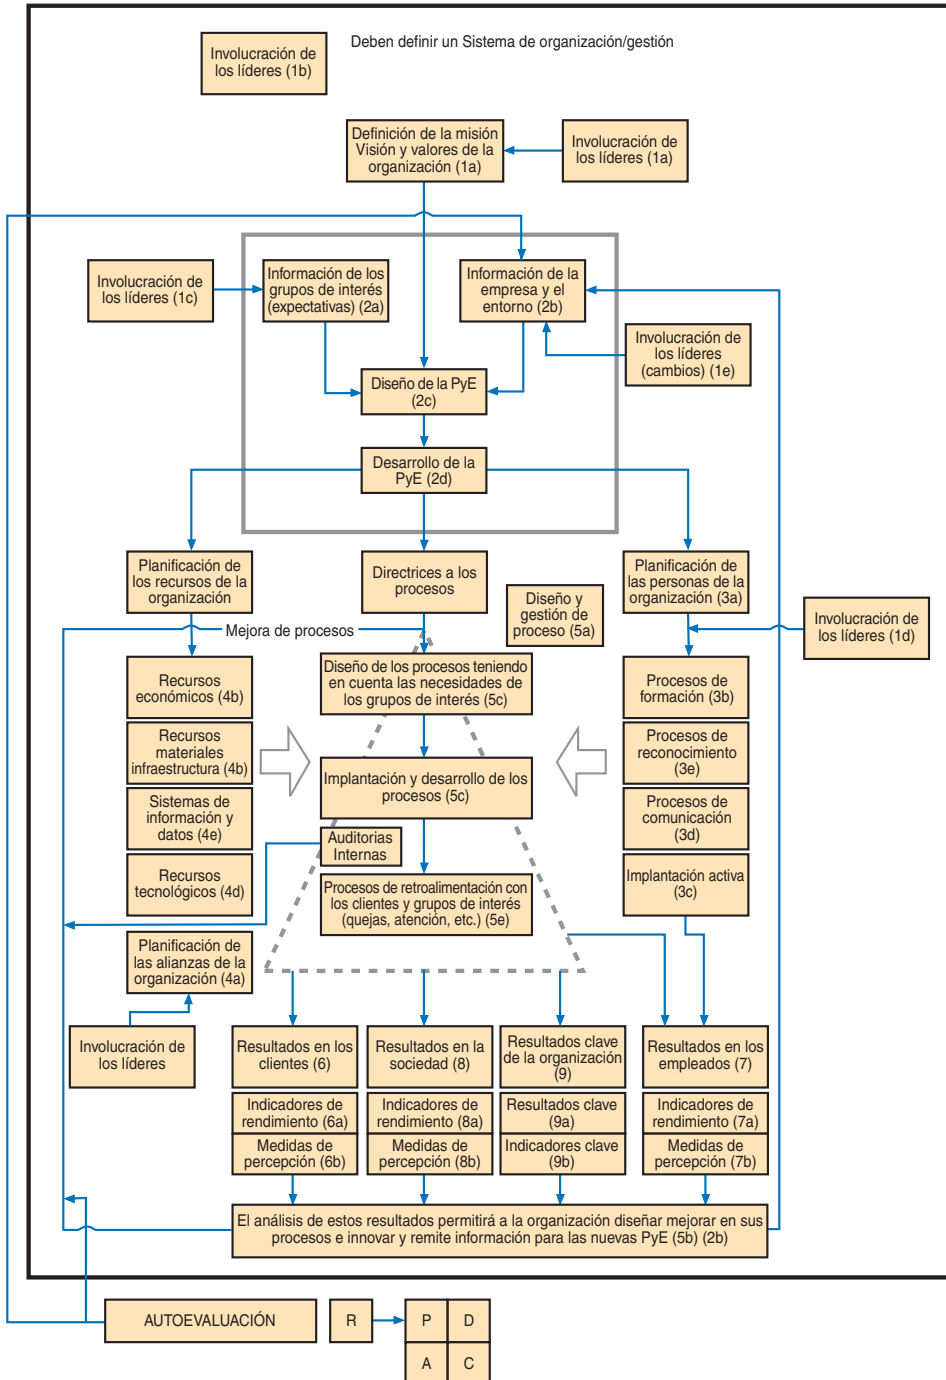 Deben definir un Sistema de organización/gestión
Involucración de
los líderes (1b)
Definición de la misión
Visión y valores de la
organización (1a)
Involucración de
los líderes (1a)
Involucración de
los líderes (1c)
Información de los
grupos de interés
(expectativas) (2a)
Información de la
empresa y el
entorno (2b)
Involucración de
los líderes
(cambios) (1e)
Diseño de la PyE
(2c)
Desarrollo de la
PyE (2d)
Planificación de
los recursos de la
organización
Directrices a los
procesos
Planificación de
las personas de la
organización (3a)
Diseño y
gestión de
proceso (5a)
Involucración de
los líderes (1d)
Mejora de procesos
Recursos
económicos (4b)
Diseño de los procesos teniendo
en cuenta las necesidades de
los grupos de interés (5c)
Procesos de
formación (3b)
Recursos
materiales
infraestructura (4b)
Implantación y desarrollo de los
procesos (5c)
Procesos de
reconocimiento
(3e)
Sistemas de
información y
datos (4e)
Auditorias
Internas
Procesos de
comunicación
(3d)
Recursos
tecnológicos (4d)
Procesos de retroalimentación con
los clientes y grupos de interés
(quejas, atención, etc.) (5e)
Implantación activa
(3c)
Planificación de
las alianzas de la
organización (4a)
Involucración de
los líderes
Resultados en los
clientes (6)
Resultados en la
sociedad (8)
Resultados clave
de la organización
(9)
Resultados en los
empleados (7)
Indicadores de
rendimiento (6a)
Indicadores de
rendimiento (8a)
Resultados clave
(9a)
Indicadores de
rendimiento (7a)
Medidas de
percepción (6b)
Medidas de
percepción (8b)
Indicadores clave
(9b)
Medidas de
percepción (7b)
El análisis de estos resultados permitirá a la organización diseñar mejorar en sus
procesos e innovar y remite información para las nuevas PyE (5b) (2b)
AUTOEVALUACIÓN
R
P
D
A
C